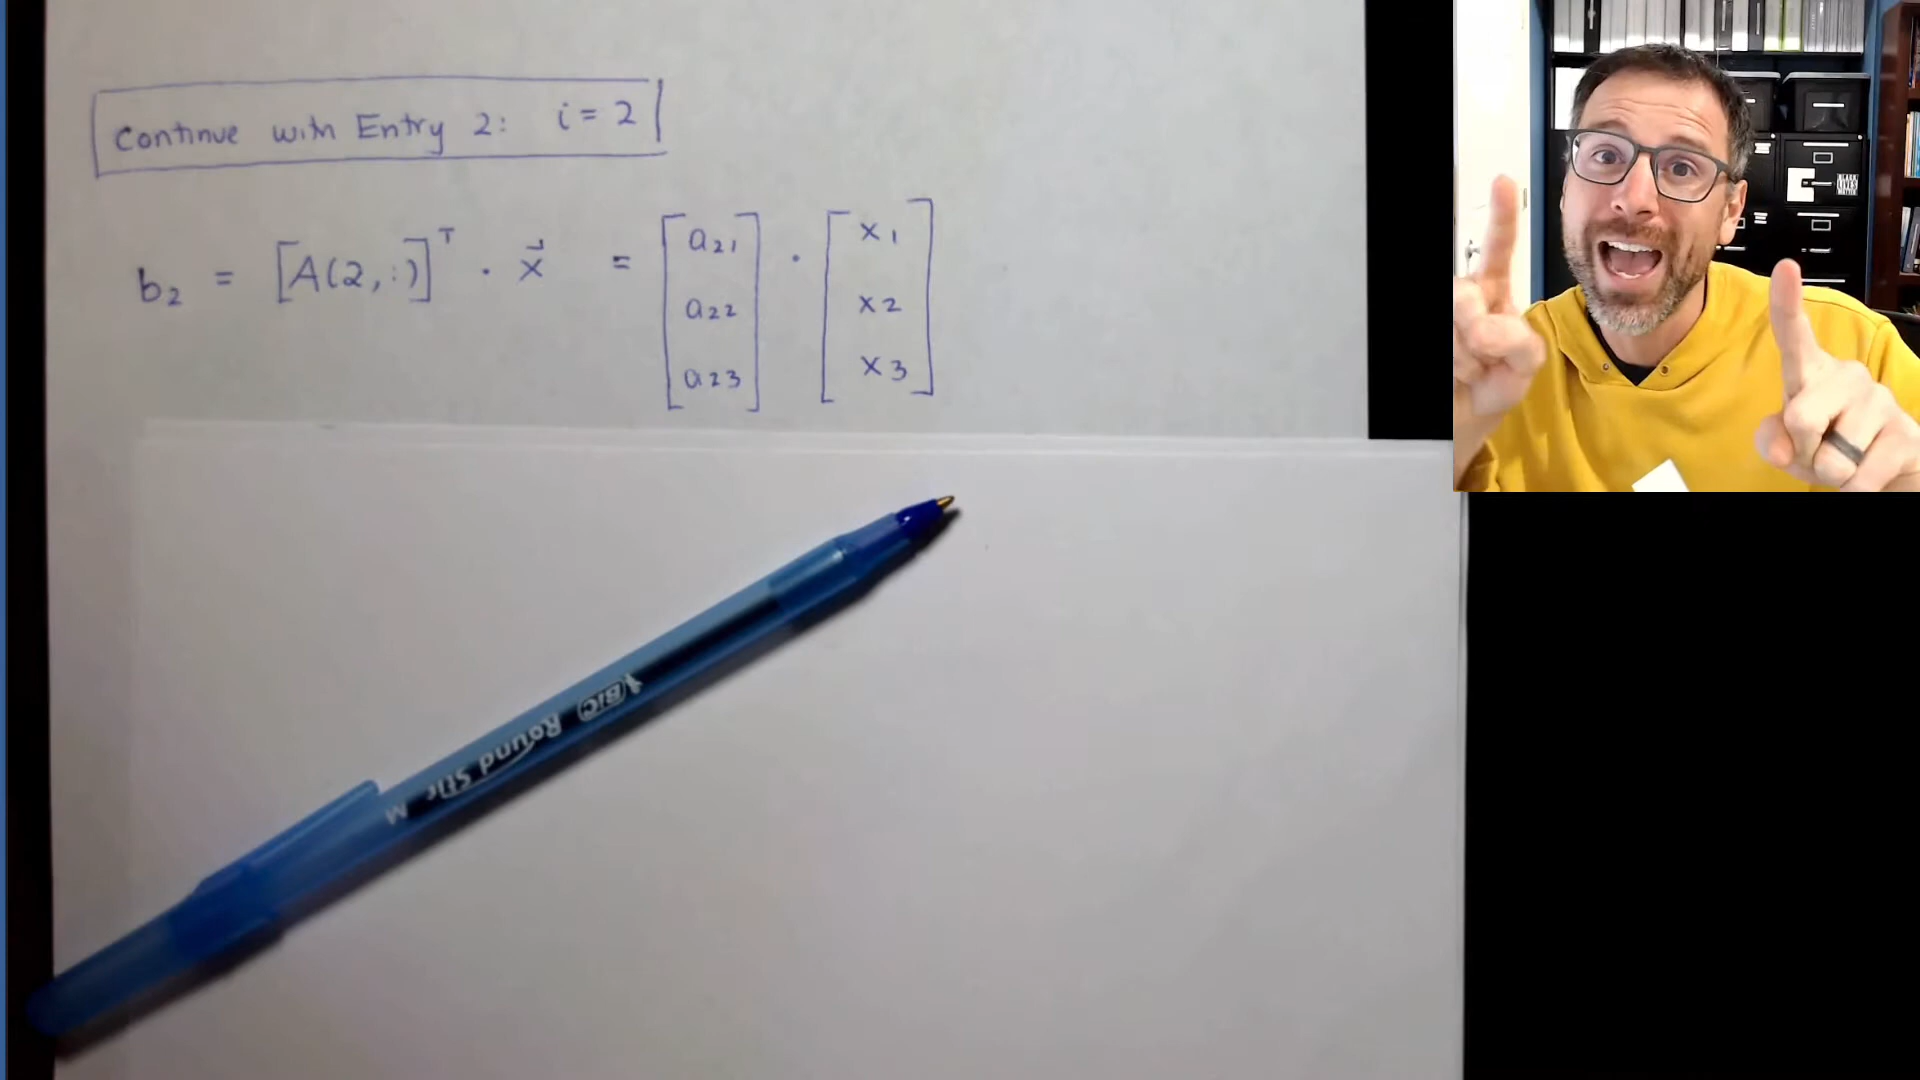 Continue with Entry 2: i = 2
b₂ = [A(2,:)]ᵀ · x⃗ = [a₂₁ a₂₂ a₂₃] · [x₁ x₂ x₃]
BIC Round Stic M